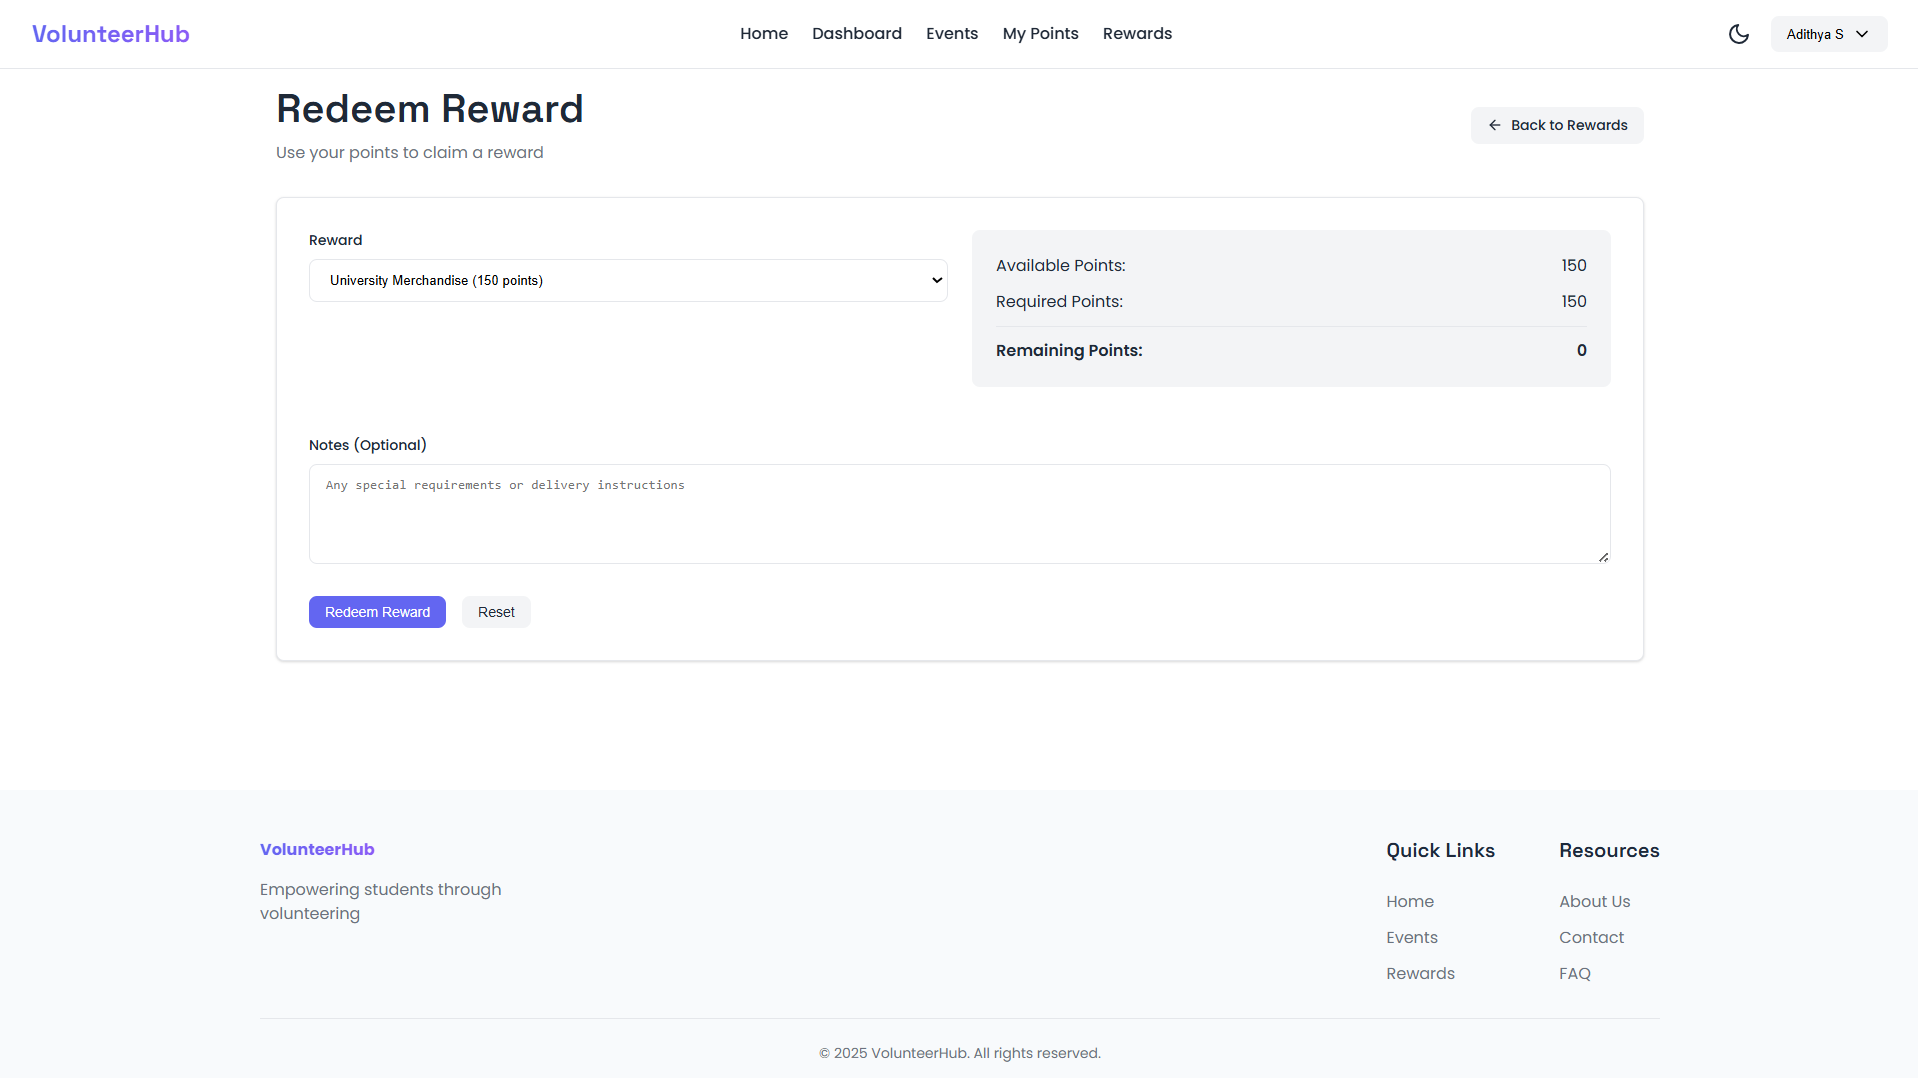 VolunteerHub
Home Dashboard Events My Points Rewards
Adithya S
Redeem Reward
Use your points to claim a reward
Back to Rewards
Reward
University Merchandise (150 points)
Available Points: 150
Required Points: 150
Remaining Points: 0
Notes (Optional)
Any special requirements or delivery instructions
Redeem Reward Reset
VolunteerHub
Empowering students through
volunteering
Quick Links
Home
Events
Rewards
Resources
About Us
Contact
FAQ
© 2025 VolunteerHub. All rights reserved.